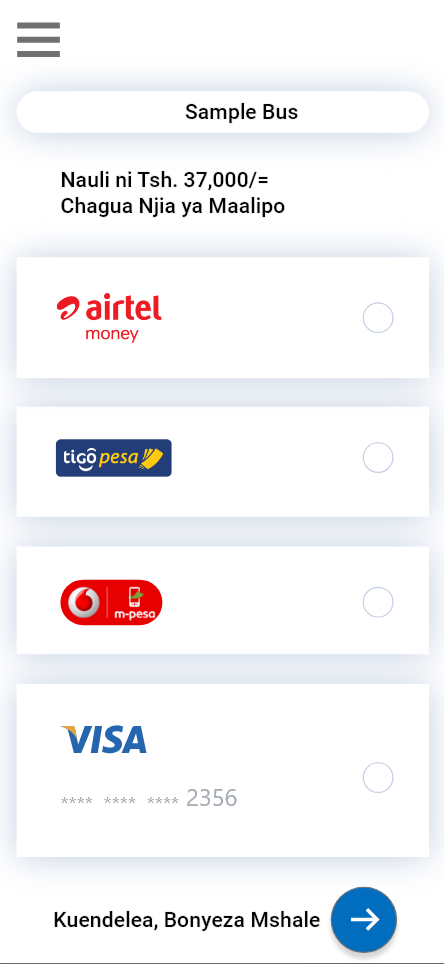 Sample Bus
Nauli ni Tsh. 37,000/=
Chagua Njia ya Maalipo
airtel
money
tigo pesa
m-pesa
VISA
**** **** **** 2356
Kuendelea, Bonyeza Mshale